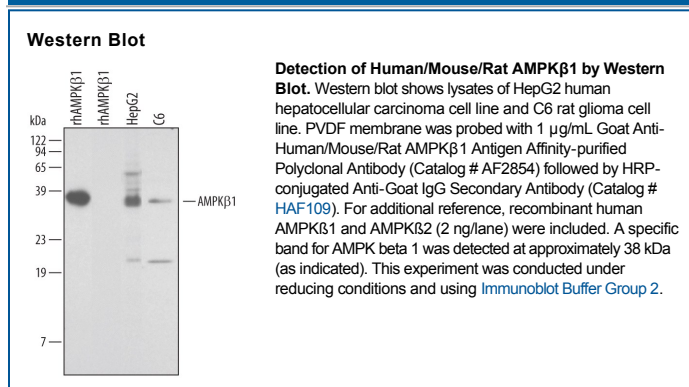 Western Blot
rhAMPKβ1
rhAMPKβ1
HepG2
C6
kDa
122
94
65
39
23
19
7
AMPKβ1
Detection of Human/Mouse/Rat AMPKβ1 by Western
Blot. Western blot shows lysates of HepG2 human
hepatocellular carcinoma cell line and C6 rat glioma cell
line. PVDF membrane was probed with 1 µg/mL Goat Anti-
Human/Mouse/Rat AMPKβ1 Antigen Affinity-purified
Polyclonal Antibody (Catalog # AF2854) followed by HRP-
conjugated Anti-Goat IgG Secondary Antibody (Catalog #
HAF109). For additional reference, recombinant human
AMPKß1 and AMPKß2 (2 ng/lane) were included. A specific
band for AMPK beta 1 was detected at approximately 38 kDa
(as indicated). This experiment was conducted under
reducing conditions and using Immunoblot Buffer Group 2.